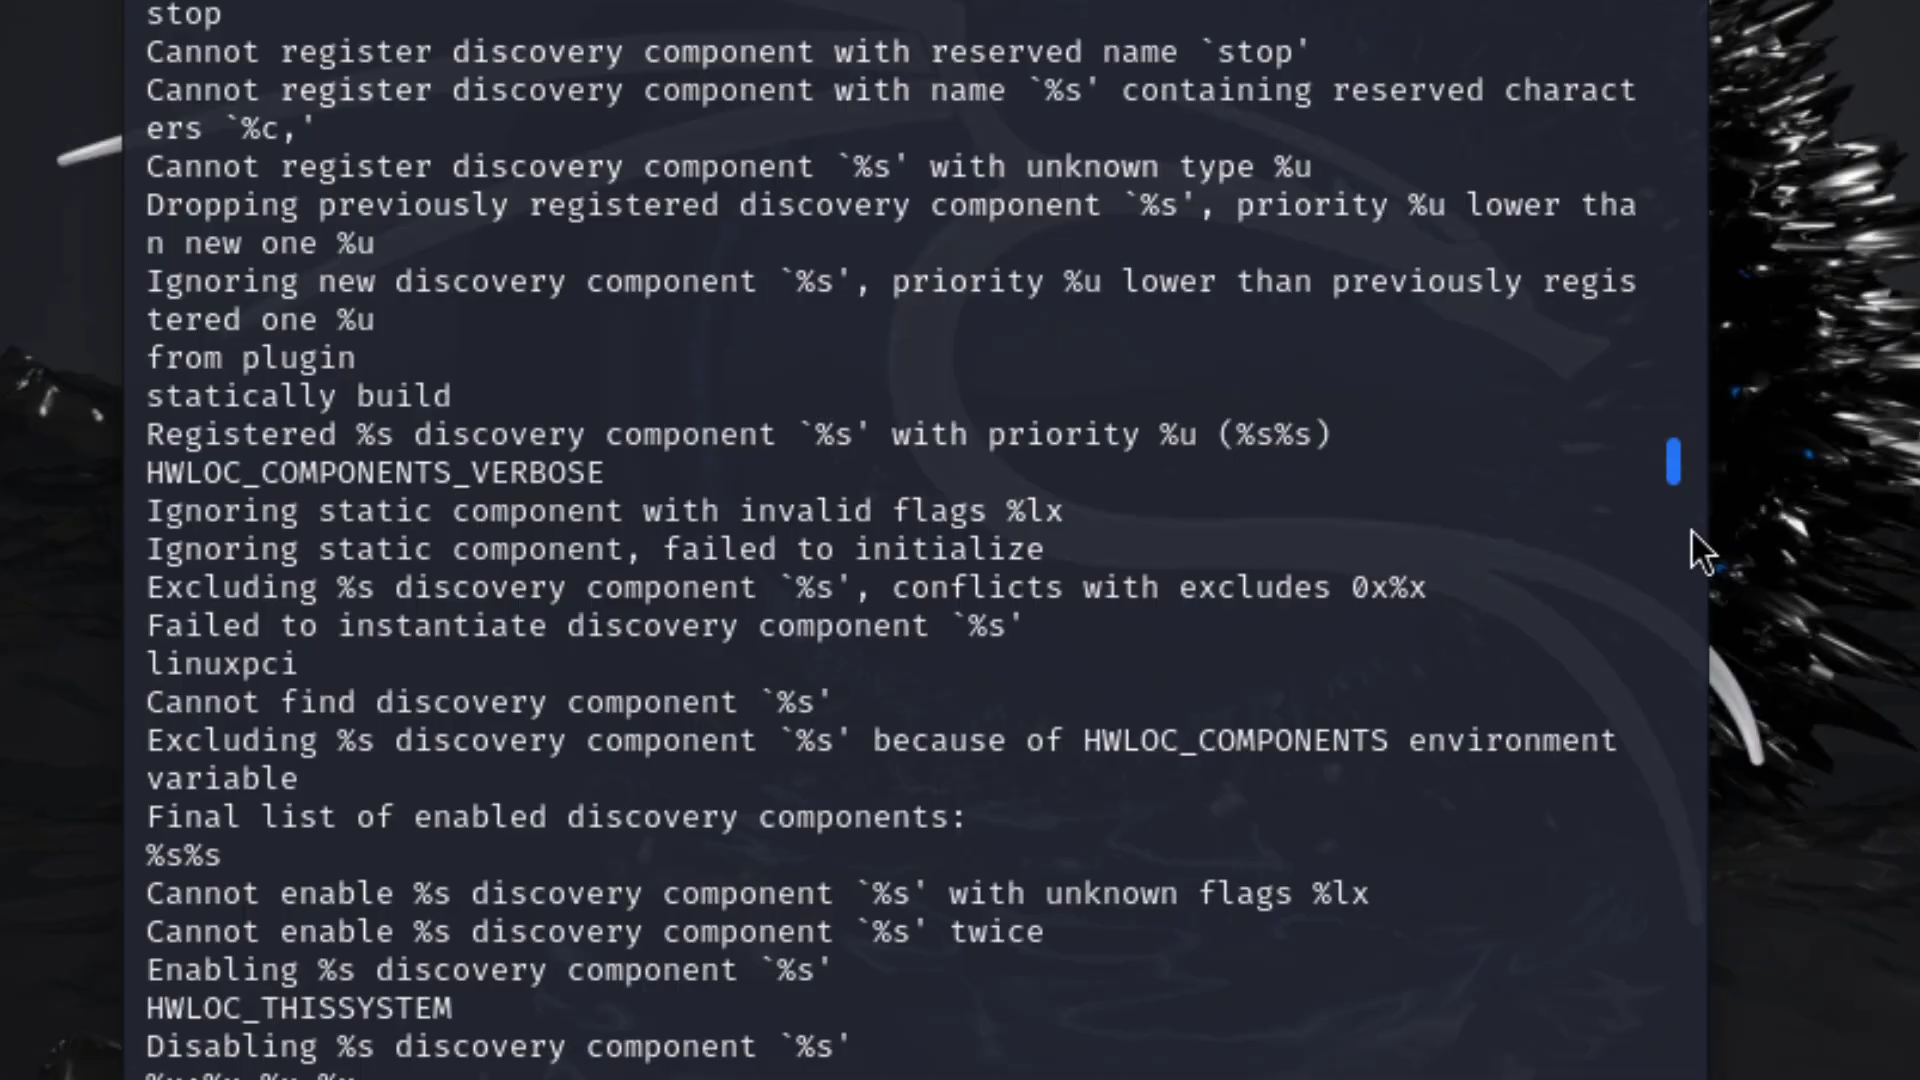 stop
Cannot register discovery component with reserved name `stop'
Cannot register discovery component with name `%s' containing reserved charact
ers `%c,'
Cannot register discovery component `%s' with unknown type %u
Dropping previously registered discovery component `%s', priority %u lower tha
n new one %u
Ignoring new discovery component `%s', priority %u lower than previously regis
tered one %u
from plugin
statically build
Registered %s discovery component `%s' with priority %u (%s%s)
HWLOC_COMPONENTS_VERBOSE
Ignoring static component with invalid flags %lx
Ignoring static component, failed to initialize
Excluding %s discovery component `%s', conflicts with excludes 0x%x
Failed to instantiate discovery component `%s'
linuxpci
Cannot find discovery component `%s'
Excluding %s discovery component `%s' because of HWLOC_COMPONENTS environment
variable
Final list of enabled discovery components:
%s%s
Cannot enable %s discovery component `%s' with unknown flags %lx
Cannot enable %s discovery component `%s' twice
Enabling %s discovery component `%s'
HWLOC_THISSYSTEM
Disabling %s discovery component `%s'